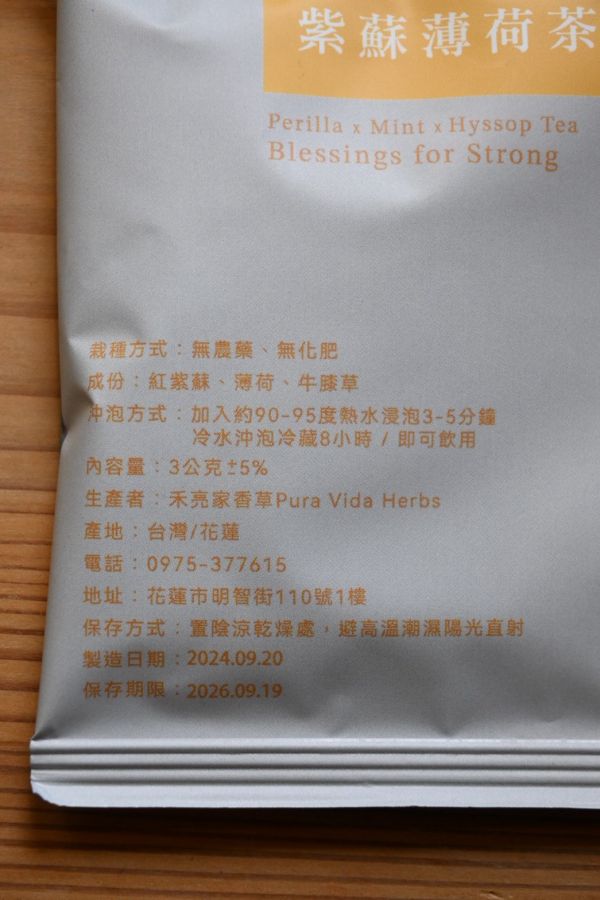 紫蘇薄荷茶
Perilla x Mint x Hyssop Tea
Blessings for Strong
栽種方式：無農藥、無化肥
成份：紅紫蘇、薄荷、牛膝草
沖泡方式：加入約90-95度熱水浸泡3-5分鐘
冷水沖泡冷藏8小時 / 即可飲用
內容量：3公克±5%
生產者：禾亮家香草Pura Vida Herbs
產地：台灣/花蓮
電話：0975-377615
地址：花蓮市明智街110號1樓
保存方式：置陰涼乾燥處，避高溫潮濕陽光直射
製造日期：2024.09.20
保存期限：2026.09.19